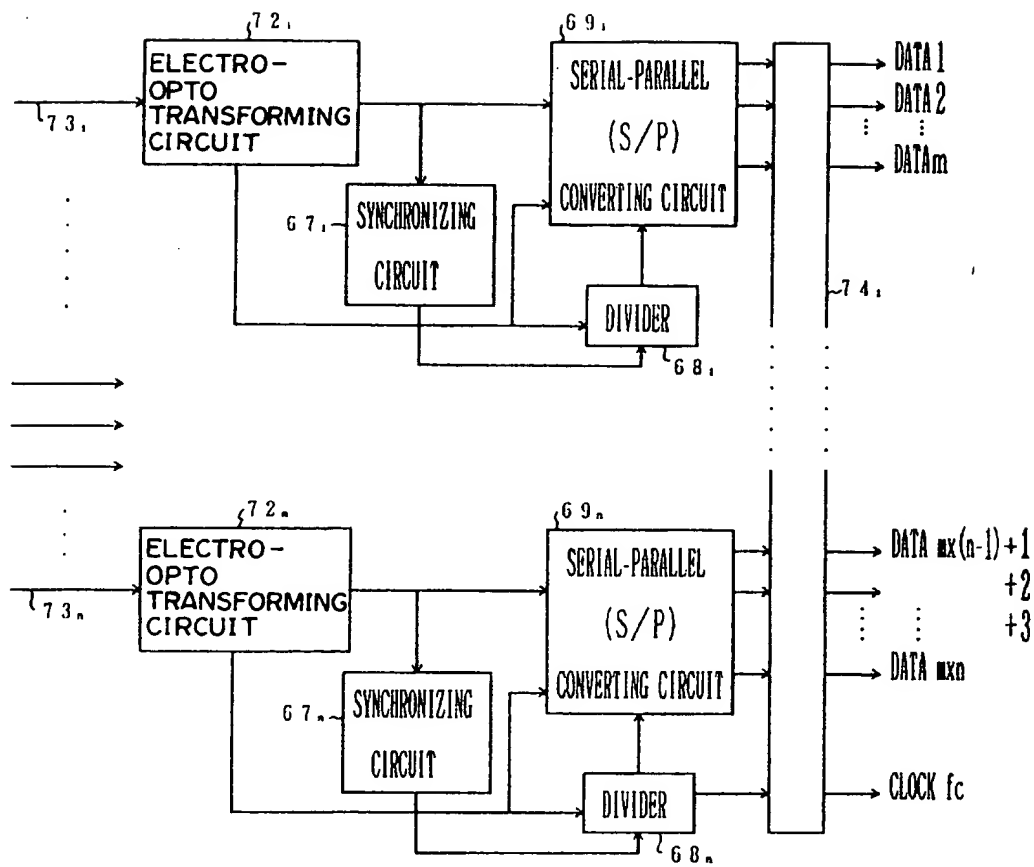 72₁
ELECTRO-
OPTO
TRANSFORMING
CIRCUIT
73₁
69₁
SERIAL-PARALLEL
(S/P)
CONVERTING CIRCUIT
DATA 1
DATA 2
DATAm
67₁
SYNCHRONIZING
CIRCUIT
74₁
DIVIDER
68₁
72ₙ
ELECTRO-
OPTO
TRANSFORMING
CIRCUIT
73ₙ
69ₙ
SERIAL-PARALLEL
(S/P)
CONVERTING CIRCUIT
DATA mx(n-1)+1
+2
+3
DATA mxn
67ₙ
SYNCHRONIZING
CIRCUIT
DIVIDER
68ₙ
CLOCK fc